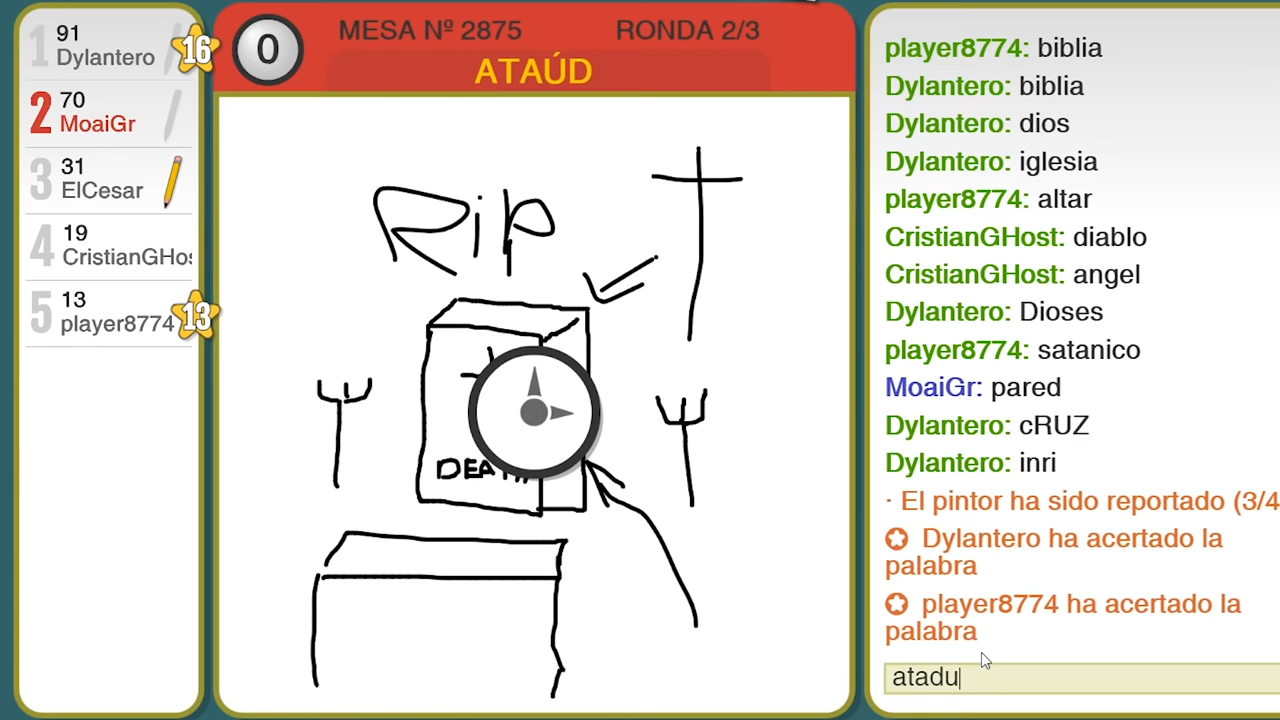 1 91 Dylantero 16
2 70 MoaiGr
3 31 ElCesar
4 19 CristianGHos
5 13 player8774 13
0
MESA Nº 2875 RONDA 2/3
ATAÚD
Rip
DEATH
player8774: biblia
Dylantero: biblia
Dylantero: dios
Dylantero: iglesia
player8774: altar
CristianGHost: diablo
CristianGHost: angel
Dylantero: Dioses
player8774: satanico
MoaiGr: pared
Dylantero: cRUZ
Dylantero: inri
· El pintor ha sido reportado (3/4
Dylantero ha acertado la
palabra
player8774 ha acertado la
palabra
atadu